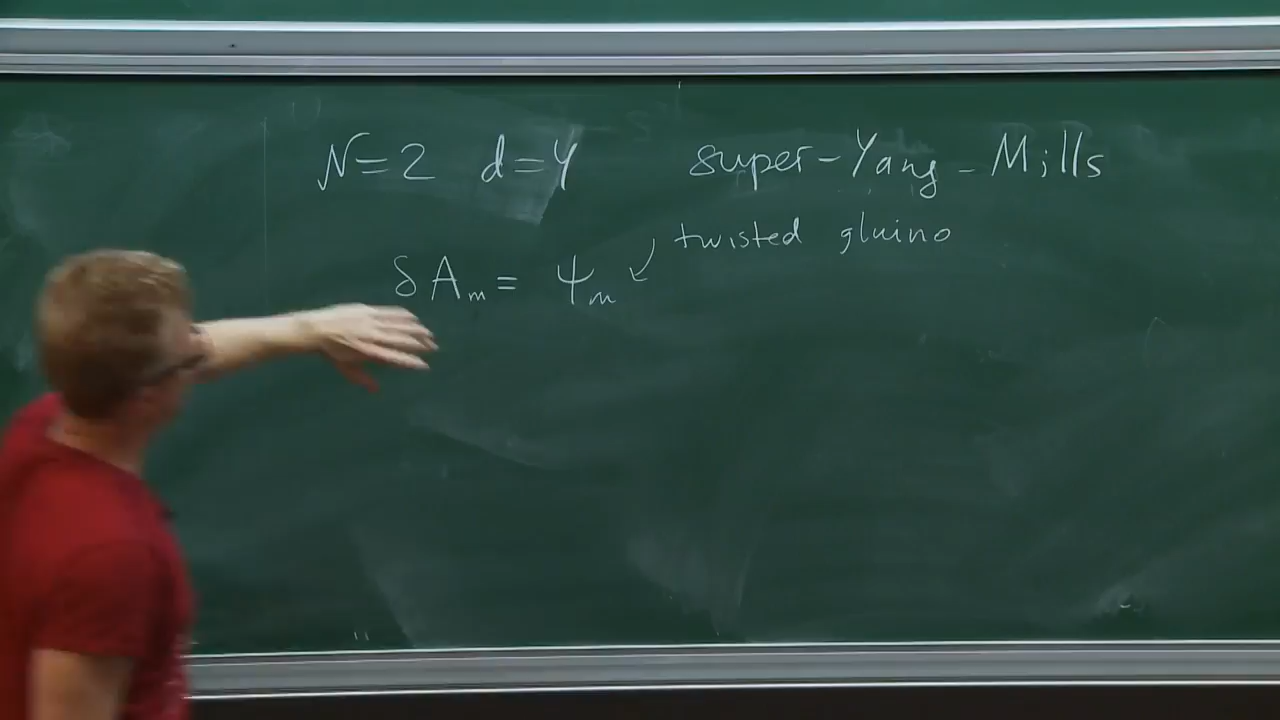 N=2 d=4 super-Yang-Mills
twisted gluino
δA_m = ψ_m